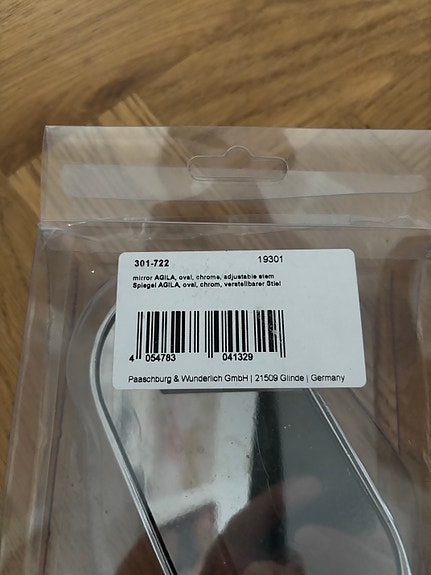 301-722 19301
mirror AGILA, oval, chrome, adjustable stem
Spiegel AGILA, oval, chrom, verstellbarer Stiel
4 054783 041329
Paaschburg & Wunderlich GmbH | 21509 Glinde | Germany